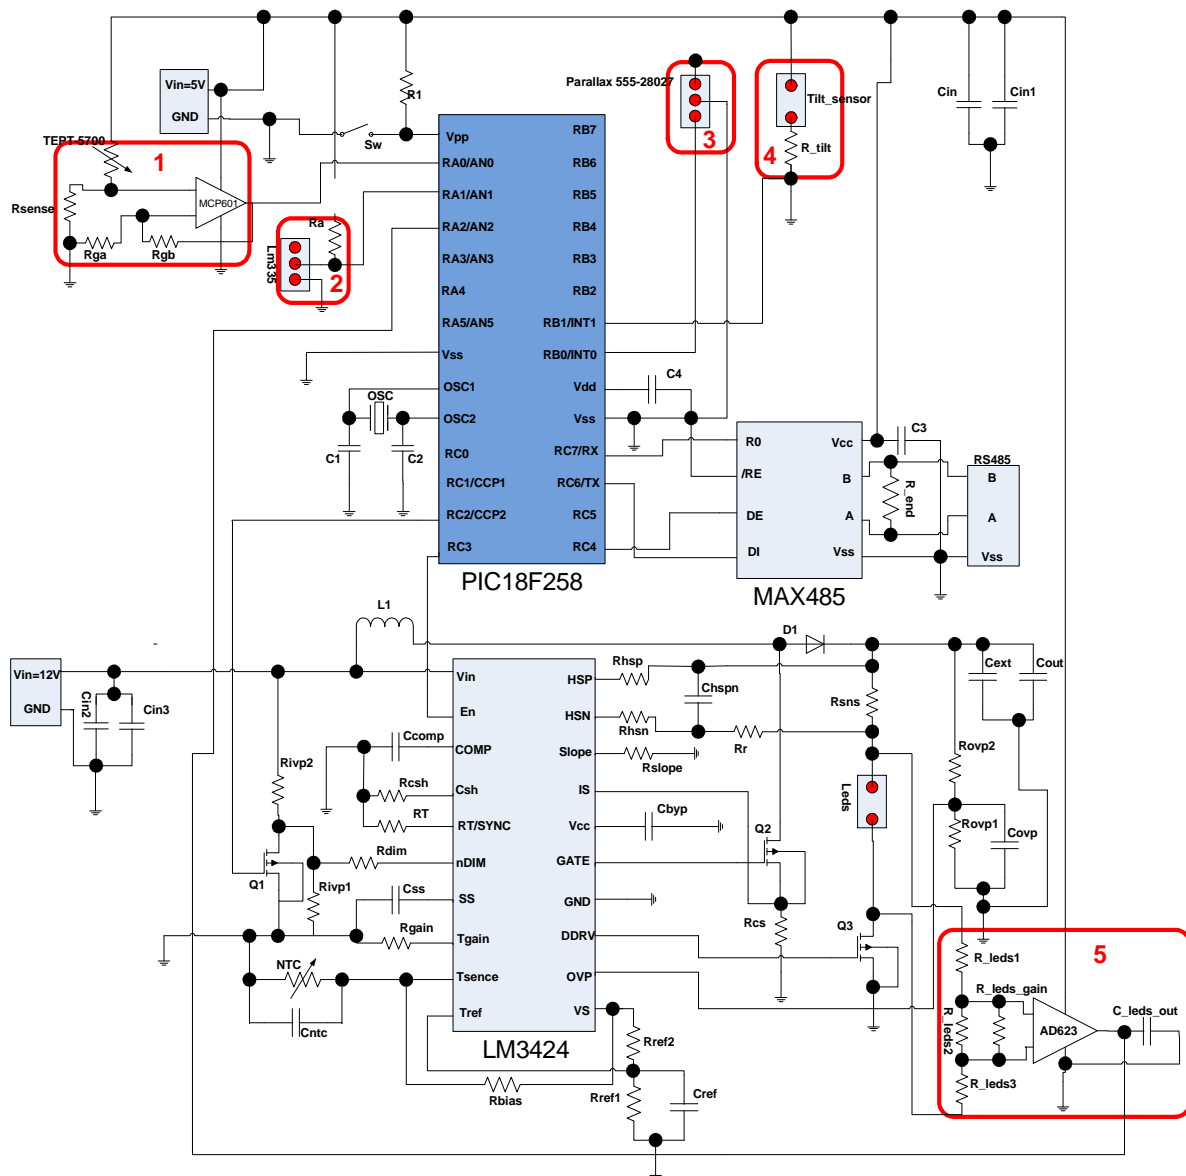 Vin=5V
GND
TEPT-5700
1
Rsense
MCP601
Rga
Rgb
R1
Sw
Ra
Lm335
2
Parallax 555-28027
3
Tilt_sensor
R_tilt
4
Cin
Cin1
Vpp
RA0/AN0
RA1/AN1
RA2/AN2
RA3/AN3
RA4
RA5/AN5
Vss
OSC1
OSC2
RC0
RC1/CCP1
RC2/CCP2
RC3
RB7
RB6
RB5
RB4
RB3
RB2
RB1/INT1
RB0/INT0
Vdd
Vss
RC7/RX
RC6/TX
RC5
RC4
PIC18F258
OSC
C1
C2
C4
R0
/RE
DE
DI
Vcc
B
A
Vss
MAX485
C3
R_end
RS485
B
A
Vss
L1
D1
Vin=12V
GND
Cin2
Cin3
Rivp2
Q1
Rivp1
Ccomp
Rcsh
RT
Rdim
Css
Rgain
NTC
Cntc
Vin
En
COMP
Csh
RT/SYNC
nDIM
SS
Tgain
Tsence
Tref
HSP
HSN
Slope
IS
Vcc
GATE
GND
DDRV
OVP
VS
LM3424
Rhsp
Chspn
Rhsn
Rr
Rslope
Cbyp
Q2
Rcs
Rsns
Leds
Q3
Cext
Cout
Rovp2
Rovp1
Covp
Rbias
Rref2
Rref1
Cref
5
R_leds1
R_leds_gain
R_leds2
R_leds3
AD623
C_leds_out